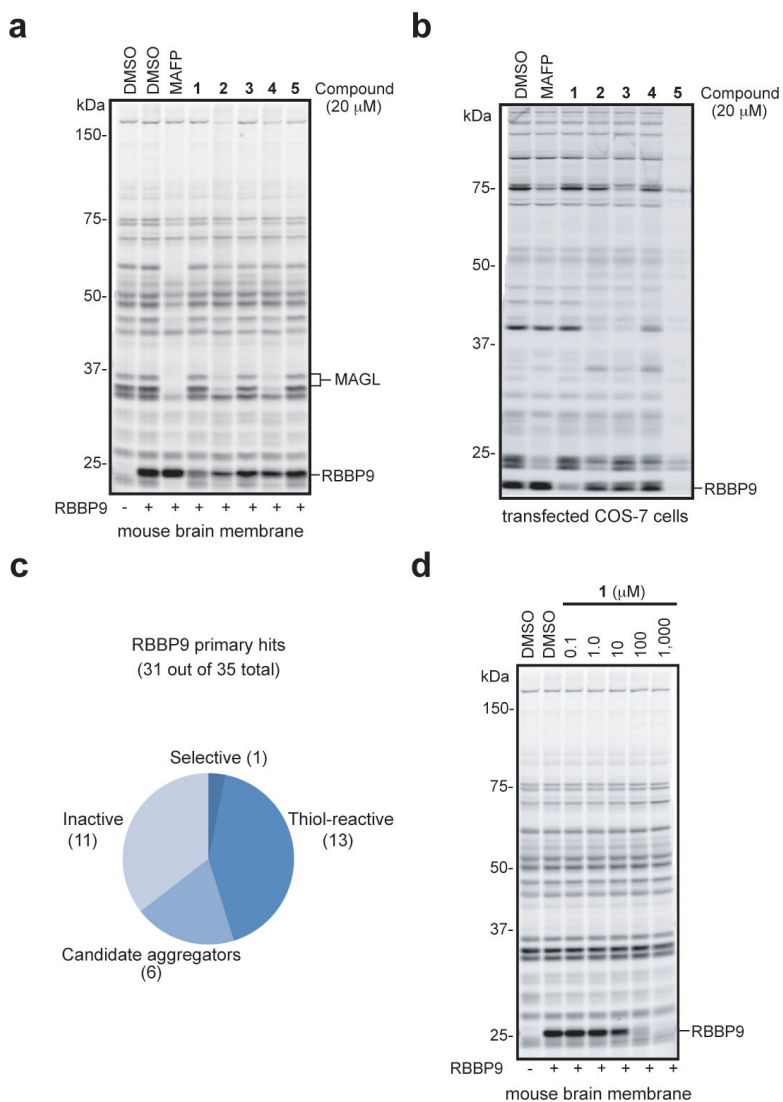 a
DMSO
DMSO
MAFP
1 2 3 4 5 Compound
(20 μM)
kDa
150-
75-
50-
37-
25-
MAGL
RBBP9
RBBP9 - + + + + + + +
mouse brain membrane
b
DMSO
MAFP
1 2 3 4 5 Compound
(20 μM)
kDa
75-
50-
37-
25-
RBBP9
transfected COS-7 cells
c
RBBP9 primary hits
(31 out of 35 total)
Selective (1)
Thiol-reactive
(13)
Candidate aggregators
(6)
Inactive
(11)
d
1 (μM)
DMSO
DMSO
0.1
1.0
10
100
1,000
kDa
150-
75-
50-
37-
25-
RBBP9
RBBP9 - + + + + + +
mouse brain membrane